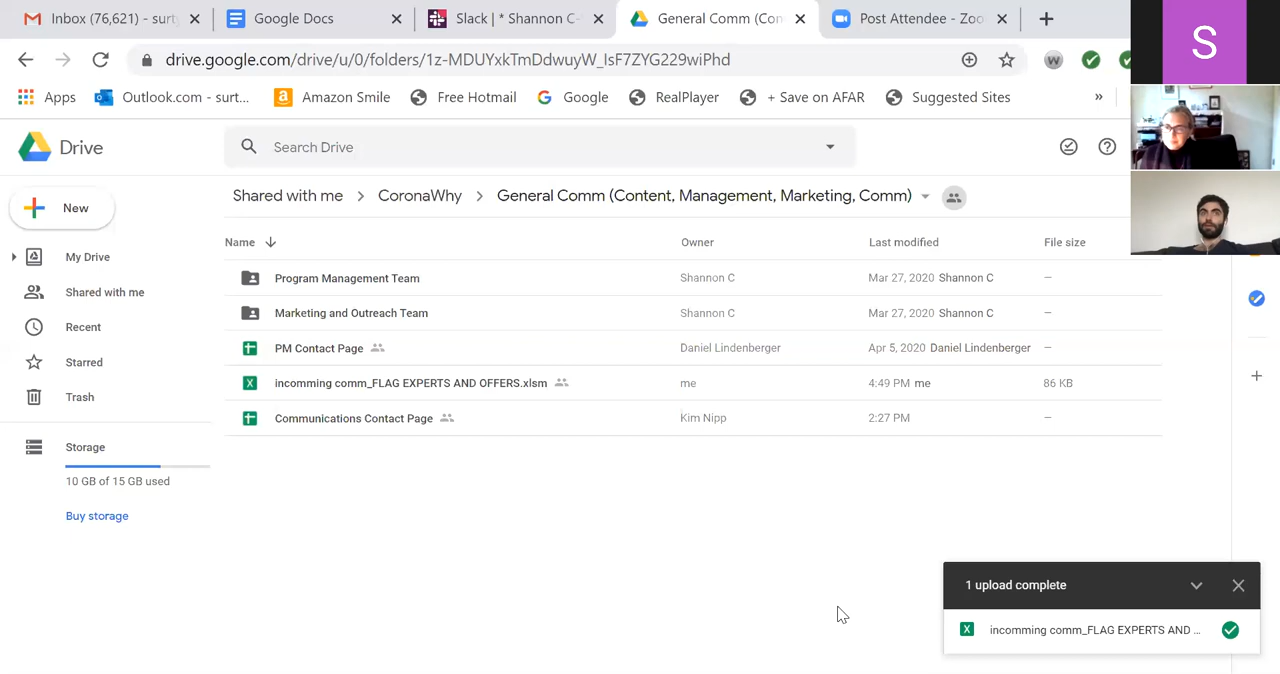 Inbox (76,621) - surty
Google Docs
Slack | * Shannon C-
General Comm (Con
Post Attendee - Zoo
drive.google.com/drive/u/0/folders/1z-MDUYxkTmDdwuyW_IsF7ZYG229wiPhd
W
Apps
Outlook.com - surt...
Amazon Smile
Free Hotmail
Google
RealPlayer
+ Save on AFAR
Suggested Sites
»
S
Drive
Search Drive
New
Shared with me > CoronaWhy > General Comm (Content, Management, Marketing, Comm)
Name Owner Last modified File size
My Drive
Shared with me
Recent
Starred
Trash
Storage
10 GB of 15 GB used
Buy storage
Program Management Team Shannon C Mar 27, 2020 Shannon C –
Marketing and Outreach Team Shannon C Mar 27, 2020 Shannon C –
PM Contact Page Daniel Lindenberger Apr 5, 2020 Daniel Lindenberger –
incomming comm_FLAG EXPERTS AND OFFERS.xlsm me 4:49 PM me 86 KB
Communications Contact Page Kim Nipp 2:27 PM –
1 upload complete
incomming comm_FLAG EXPERTS AND ...